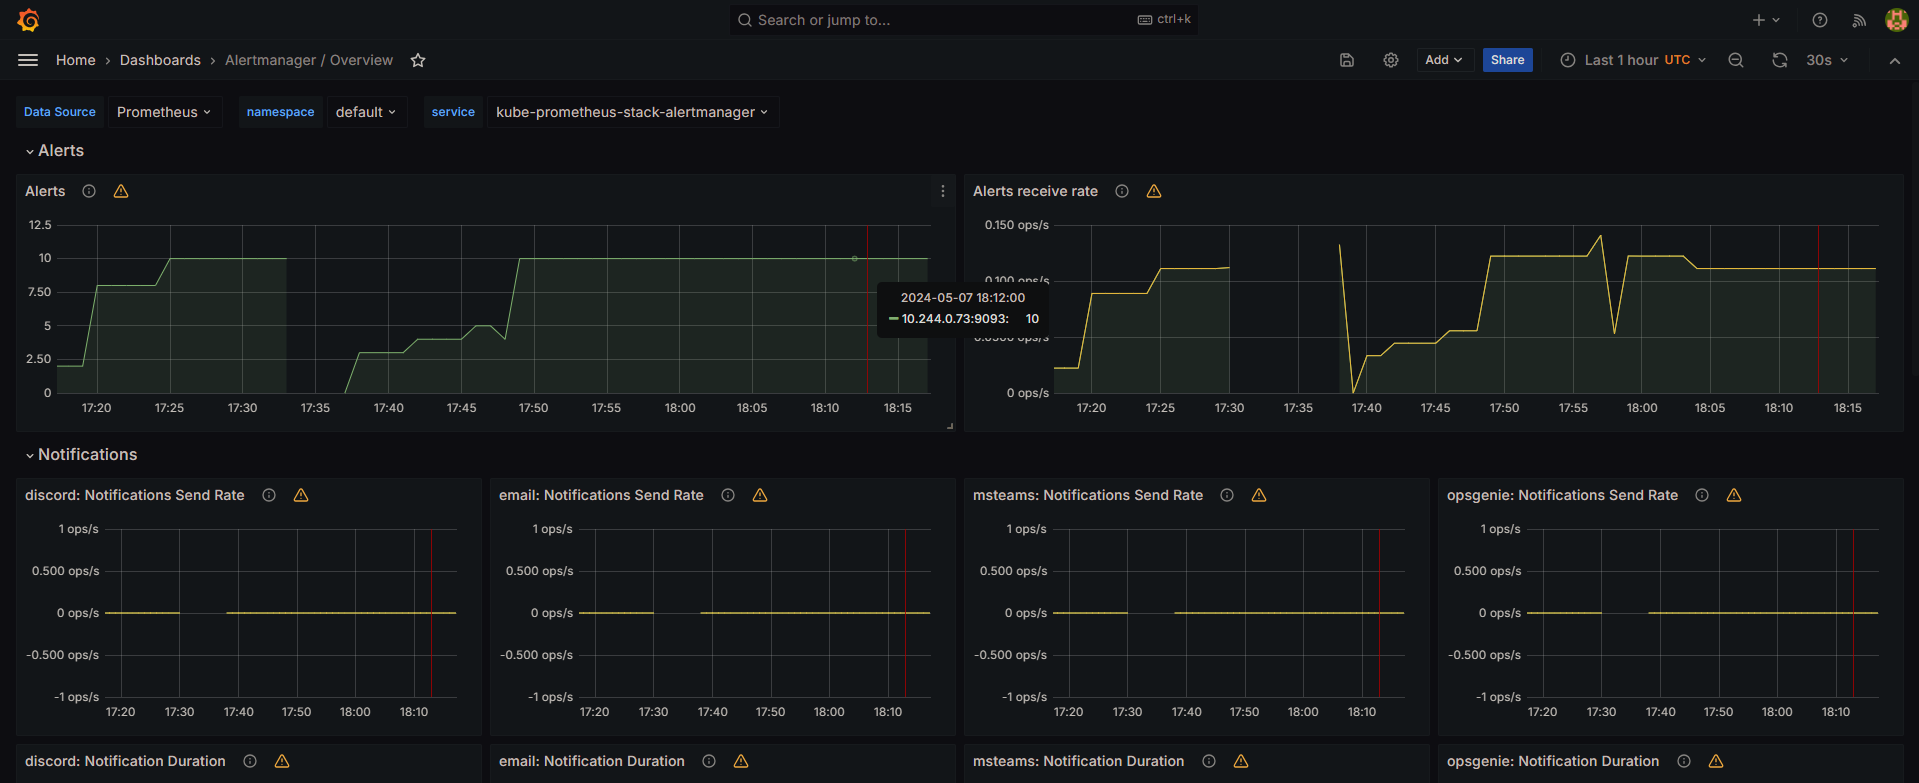 Search or jump to...
ctrl+k
Home › Dashboards › Alertmanager / Overview
Add
Share
Last 1 hour UTC
30s
Data Source Prometheus
namespace default
service kube-prometheus-stack-alertmanager
Alerts
Alerts
12.5
10
7.50
5
2.50
0
17:20 17:25 17:30 17:35 17:40 17:45 17:50 17:55 18:00 18:05 18:10 18:15
2024-05-07 18:12:00
10.244.0.73:9093: 10
Alerts receive rate
0.150 ops/s
0.100 ops/s
0.0500 ops/s
0 ops/s
17:20 17:25 17:30 17:35 17:40 17:45 17:50 17:55 18:00 18:05 18:10 18:15
Notifications
discord: Notifications Send Rate
1 ops/s
0.500 ops/s
0 ops/s
-0.500 ops/s
-1 ops/s
17:20 17:30 17:40 17:50 18:00 18:10
email: Notifications Send Rate
1 ops/s
0.500 ops/s
0 ops/s
-0.500 ops/s
-1 ops/s
17:20 17:30 17:40 17:50 18:00 18:10
msteams: Notifications Send Rate
1 ops/s
0.500 ops/s
0 ops/s
-0.500 ops/s
-1 ops/s
17:20 17:30 17:40 17:50 18:00 18:10
opsgenie: Notifications Send Rate
1 ops/s
0.500 ops/s
0 ops/s
-0.500 ops/s
-1 ops/s
17:20 17:30 17:40 17:50 18:00 18:10
discord: Notification Duration
email: Notification Duration
msteams: Notification Duration
opsgenie: Notification Duration